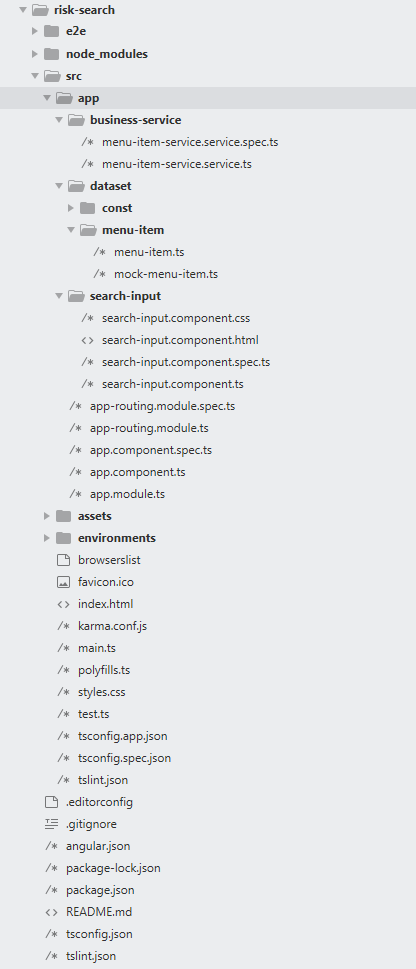 risk-search
e2e
node_modules
src
app
business-service
menu-item-service.service.spec.ts
menu-item-service.service.ts
dataset
const
menu-item
menu-item.ts
mock-menu-item.ts
search-input
search-input.component.css
search-input.component.html
search-input.component.spec.ts
search-input.component.ts
app-routing.module.spec.ts
app-routing.module.ts
app.component.spec.ts
app.component.ts
app.module.ts
assets
environments
browserslist
favicon.ico
index.html
karma.conf.js
main.ts
polyfills.ts
styles.css
test.ts
tsconfig.app.json
tsconfig.spec.json
tslint.json
.editorconfig
.gitignore
angular.json
package-lock.json
package.json
README.md
tsconfig.json
tslint.json